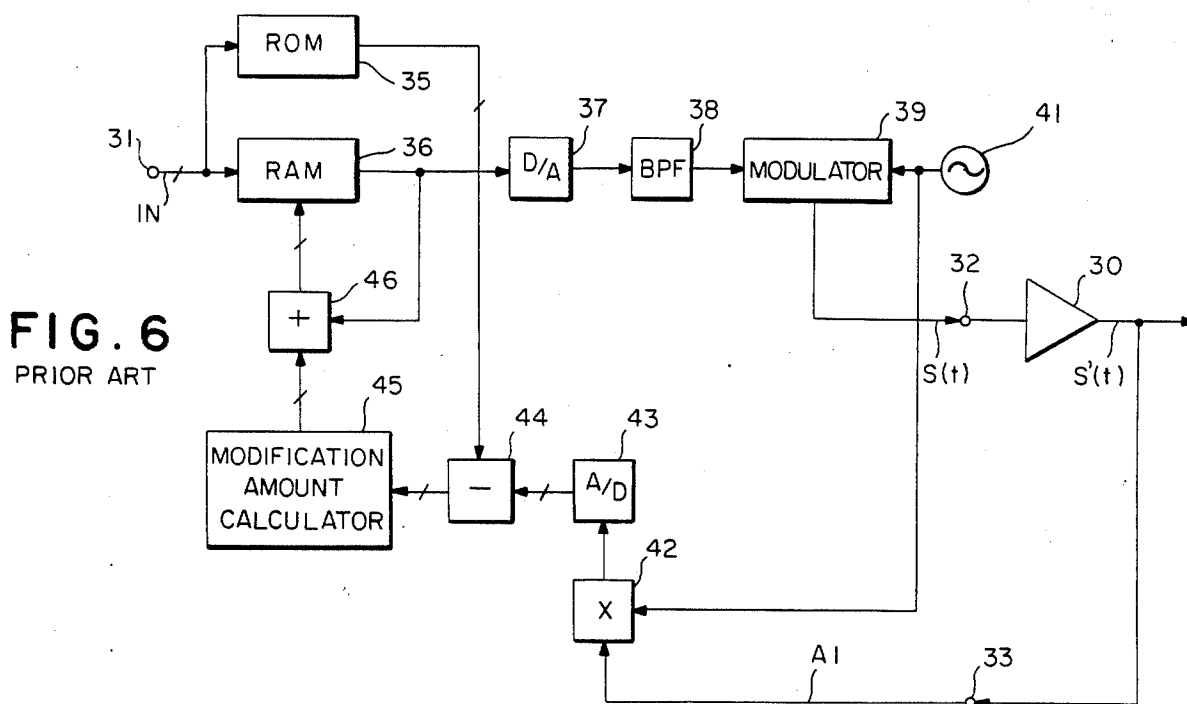 ROM
35
31
IN
RAM
36
37
D/A
38
BPF
39
MODULATOR
41
46
+
32
30
S(t)
S'(t)
FIG. 6
PRIOR ART
45
MODIFICATION
AMOUNT
CALCULATOR
44
−
43
A/D
42
X
A1
33